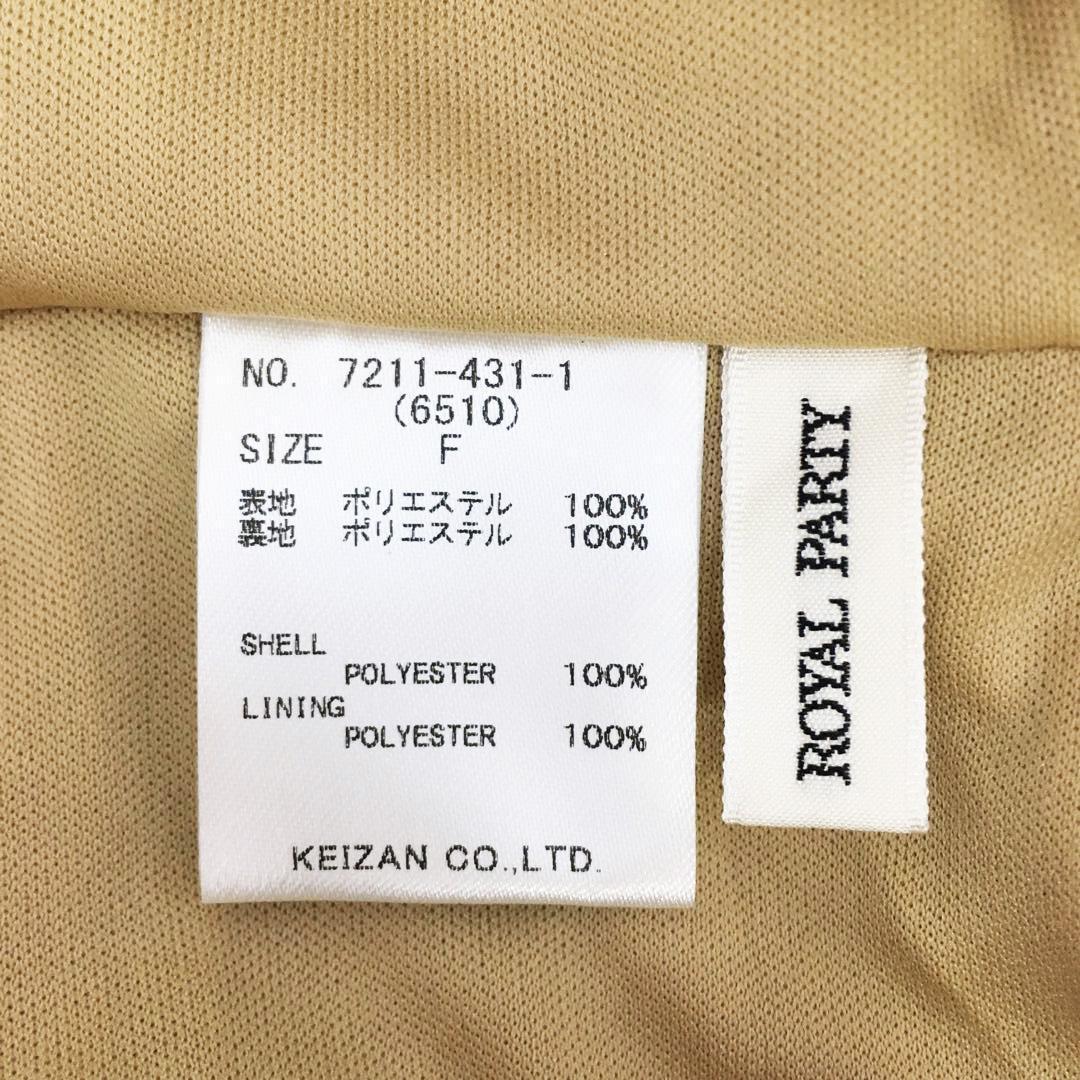 NO. 7211-431-1
(6510)
SIZE F
表地 ポリエステル 100%
裏地 ポリエステル 100%
SHELL
POLYESTER 100%
LINING
POLYESTER 100%
KEIZAN CO.,LTD.
ROYAL PARTY